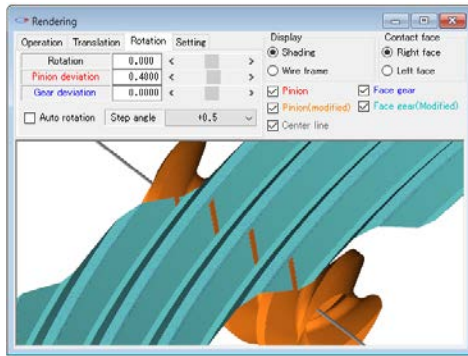 Rendering
Operation Translation Rotation Setting
Rotation 0.000 < >
Pinion deviation 0.4800 < >
Gear deviation 0.0000 < >
Auto rotation Step angle +0.5
Display
Shading
Wire frame
Contact face
Right face
Left face
Pinion Face gear
Pinion(modified) Face gear(Modified)
Center line